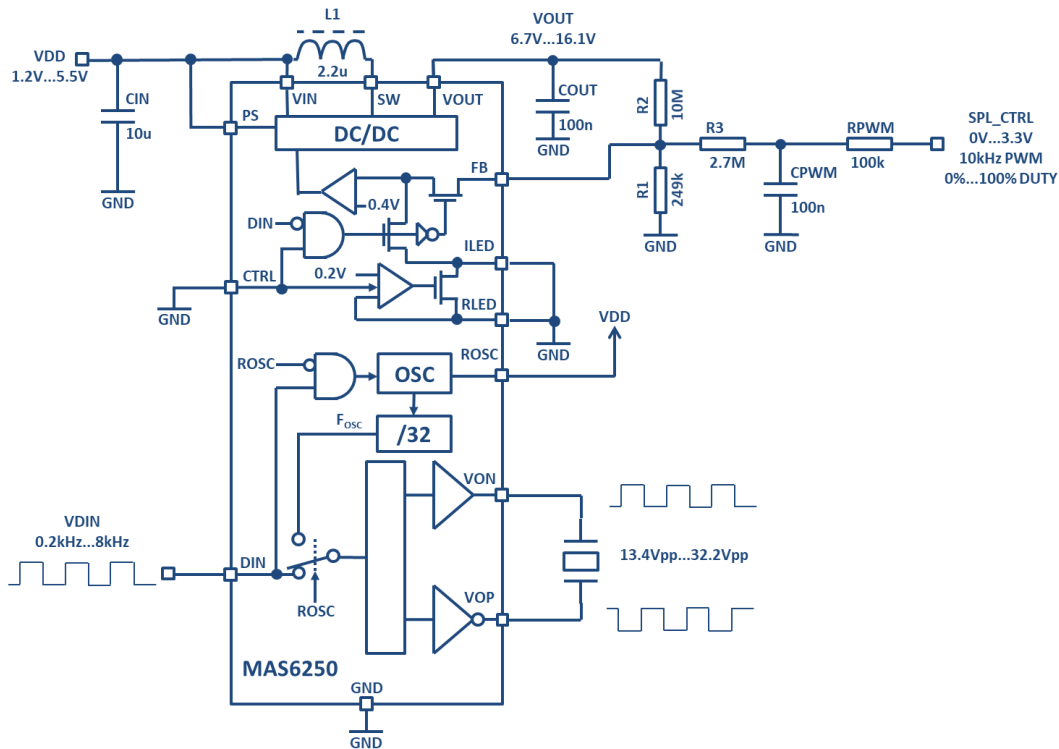 L1
VOUT
6.7V...16.1V
VDD
1.2V...5.5V
2.2u
CIN
10u
VIN
SW
VOUT
COUT
100n
GND
R2
10M
PS
DC/DC
R3
2.7M
RPWM
100k
SPL_CTRL
0V...3.3V
10kHz PWM
0%...100% DUTY
GND
FB
0.4V
R1
249k
CPWM
100n
DIN
GND
GND
ILED
CTRL
0.2V
GND
RLED
GND
VDD
ROSC
ROSC
OSC
FOSC
/32
VON
VDIN
0.2kHz...8kHz
13.4Vpp...32.2Vpp
DIN
ROSC
VOP
MAS6250
GND
GND